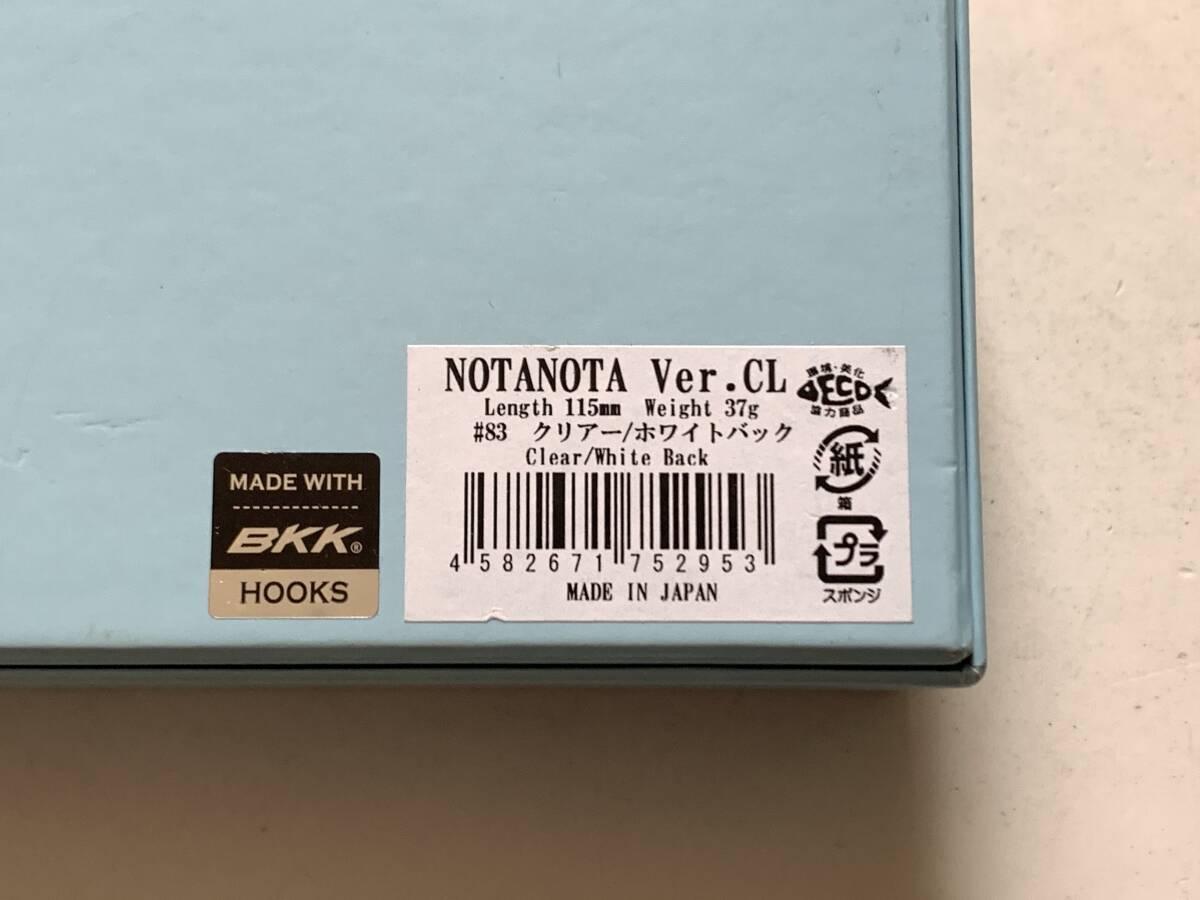 NOTANOTA Ver.CL
Length 115mm Weight 37g
#83 クリアー/ホワイトバック
Clear/White Back
4 582671 752953
MADE IN JAPAN
環境・美化
ECO
協力商品
紙
箱
プラ
スポンジ
MADE WITH
BKK®
HOOKS